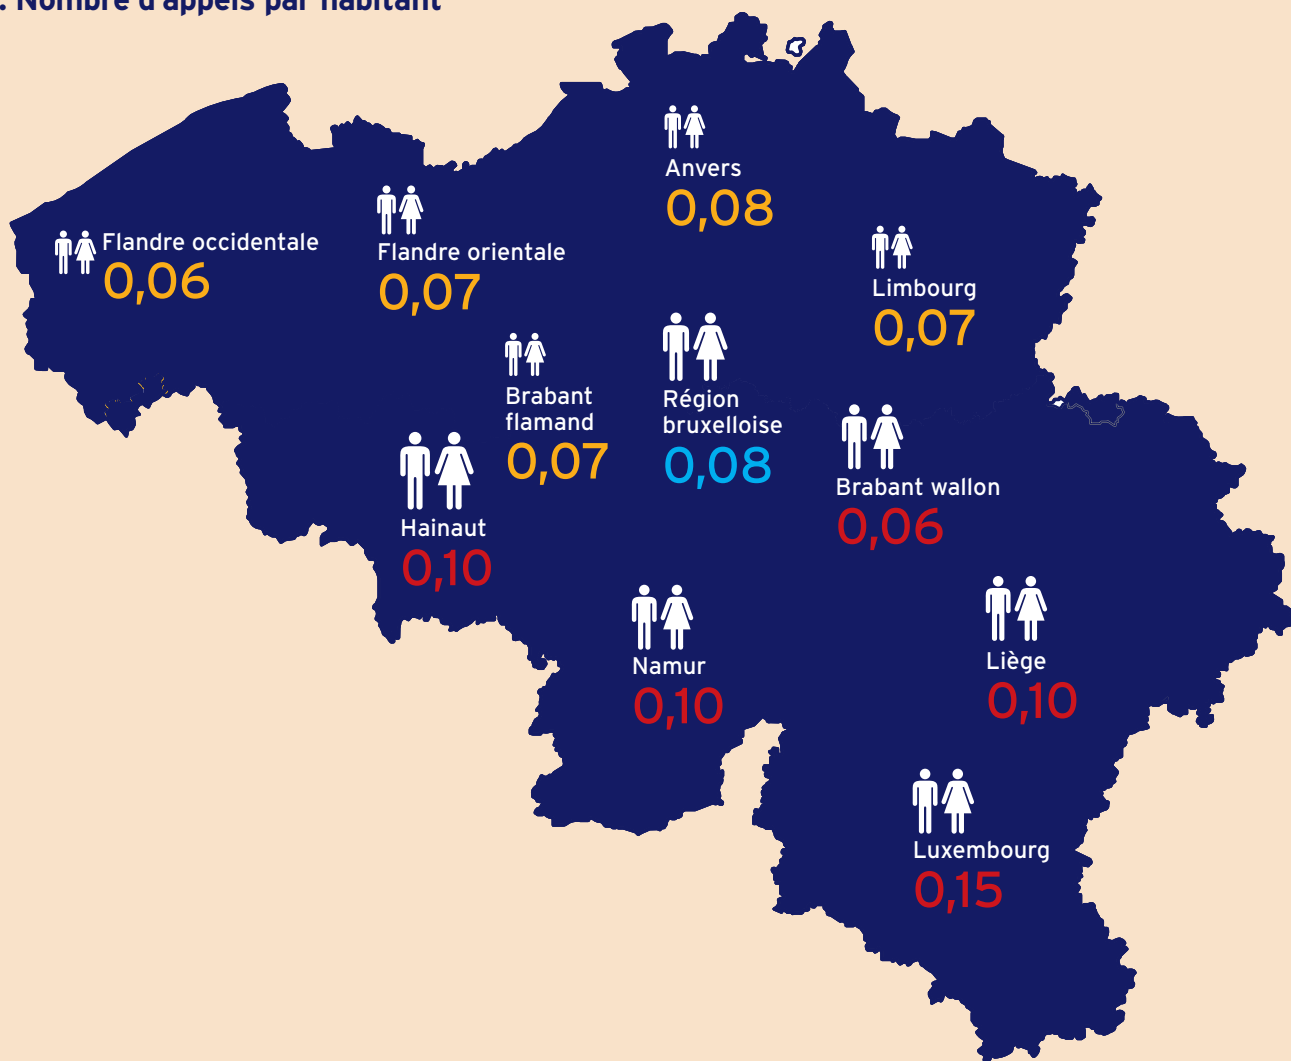 . Nombre d'appels par habitant
Anvers
0,08
Flandre occidentale
0,06
Flandre orientale
0,07
Limbourg
0,07
Brabant
flamand
0,07
Région
bruxelloise
0,08
Brabant wallon
0,06
Hainaut
0,10
Namur
0,10
Liège
0,10
Luxembourg
0,15